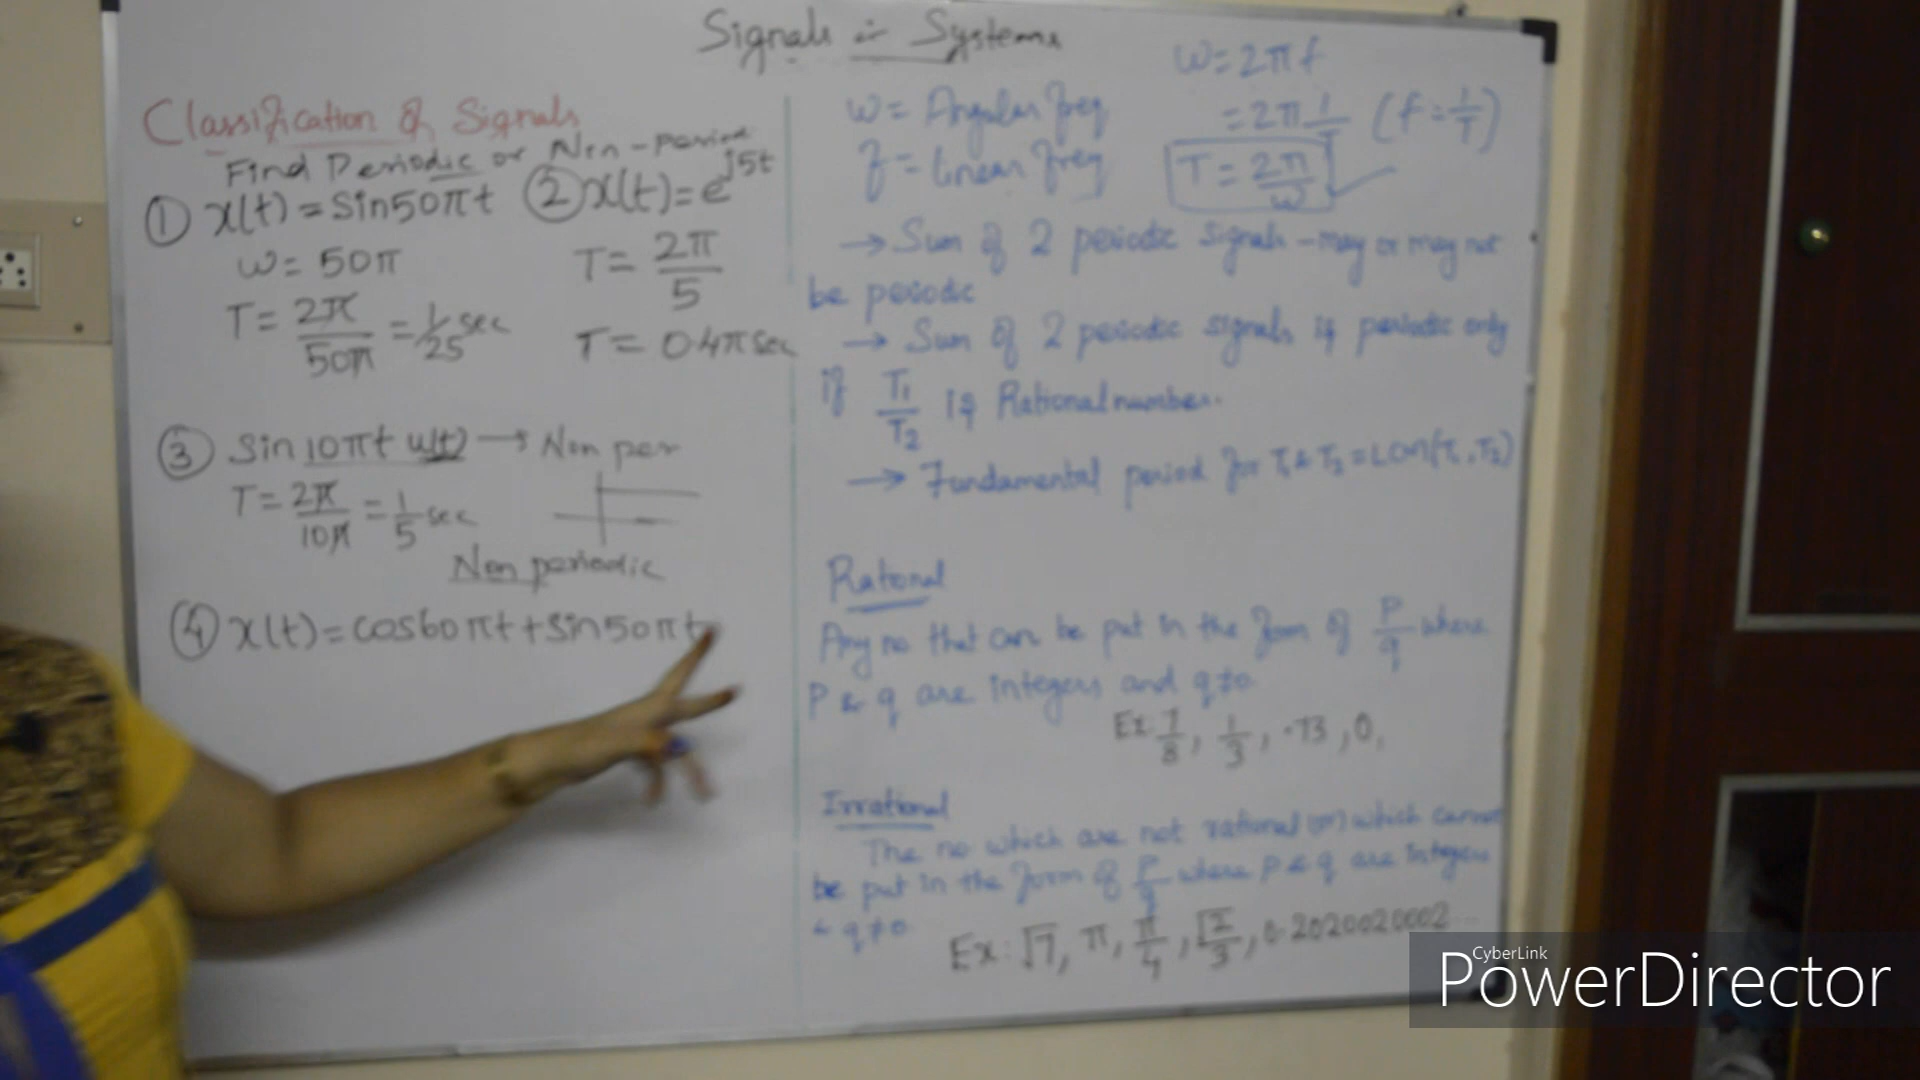 Signals & Systems
Classification of Signals
Find Periodic or Non-period
① x(t) = Sin50πt
ω = 50π
T = 2π/50π = 1/25 sec
② x(t) = e^j5t
T = 2π/5
T = 0.4π sec
③ Sin 10πt u(t) → Non per
T = 2π/10π = 1/5 sec
Non periodic
④ x(t) = cos60πt + sin50πt
ω = Angular freq
f = linear freq
ω = 2πf
= 2π 1/T (f = 1/T)
T = 2π/ω
→ Sum of 2 periodic signals - may or may not
be periodic
→ Sum of 2 periodic signals is periodic only
if T₁/T₂ is Rational number.
→ Fundamental period for T₁ & T₂ = LCM(T₁, T₂)
Rational
Any no that can be put in the form of P/q where
P & q are integers and q≠0
Ex: 7/8, 1/3, .73, 0,
Irrational
The no which are not rational (or) which cannot
be put in the form of P/q where P & q are integers
& q≠0
Ex: √7, π, π/4, √2/3, 0.2020020002
CyberLink
PowerDirector